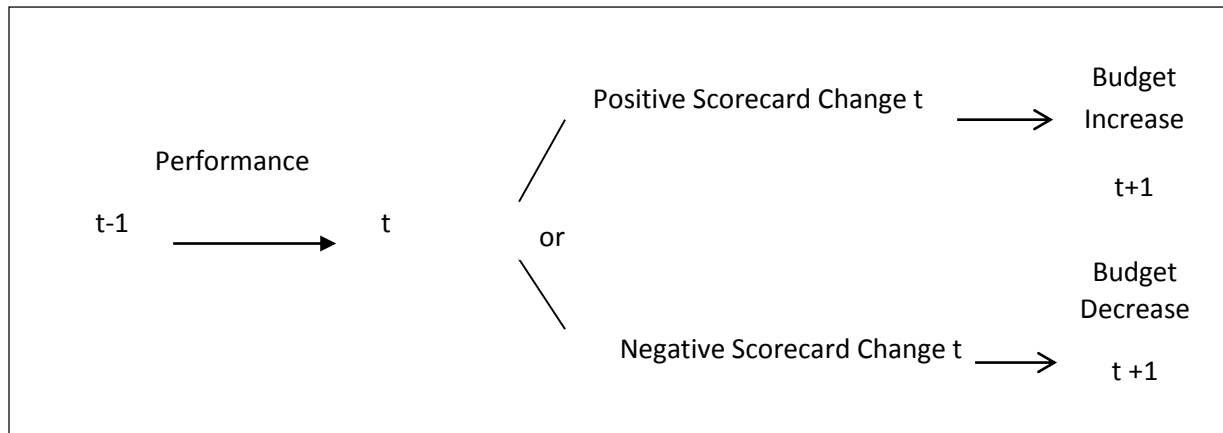 Performance
t-1
t
or
Positive Scorecard Change t
Budget
Increase
t+1
Negative Scorecard Change t
Budget
Decrease
t +1